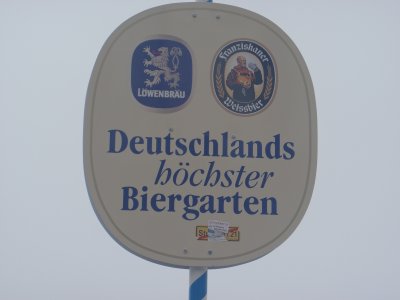 LÖWENBRÄU
Franziskaner
Weissbier
Deutschlands
höchster
Biergarten